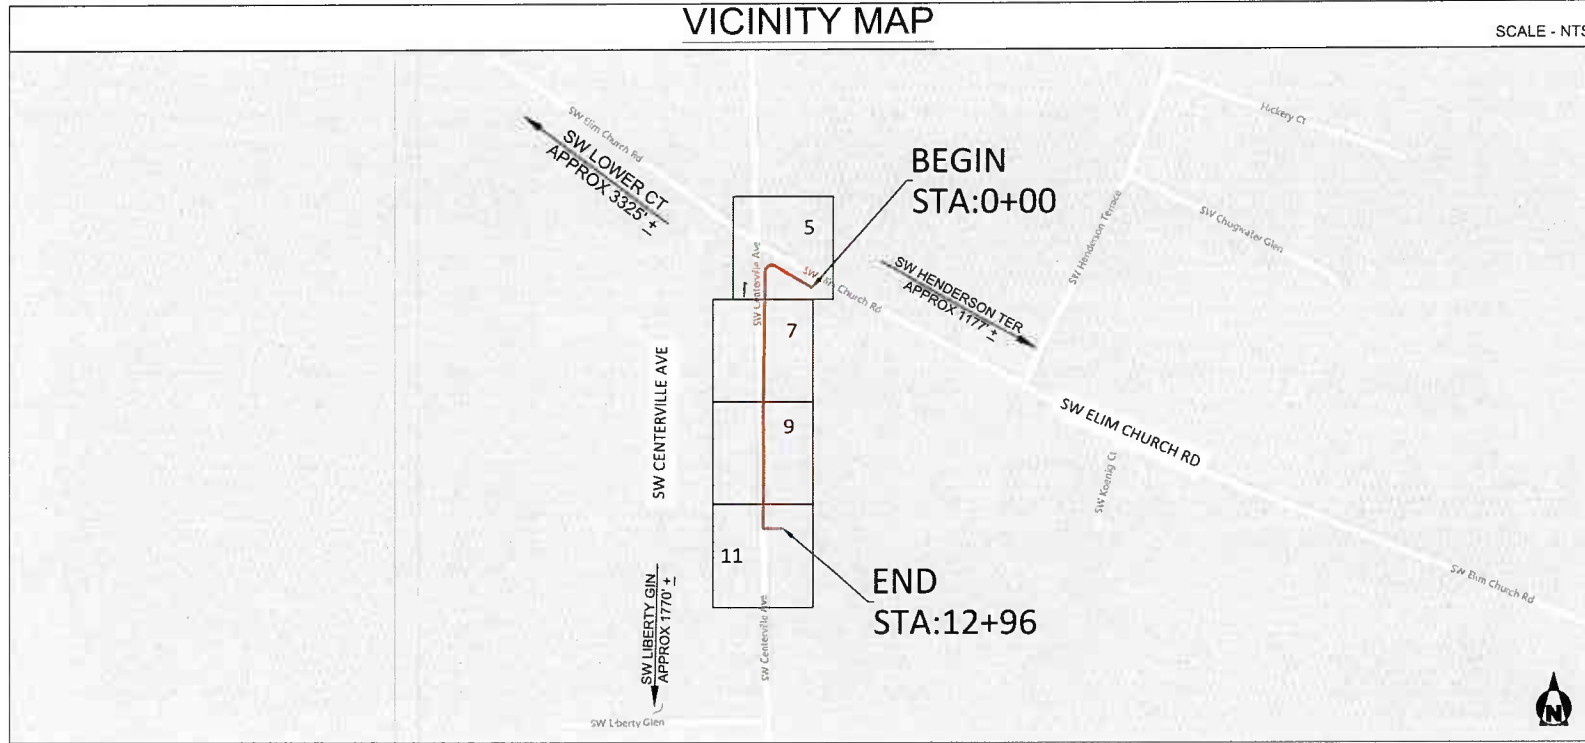 VICINITY MAP
SCALE - NTS
SW Elim Church Rd
SW LOWER CT
APPROX 3325' ±
Hickery Ct
BEGIN
STA:0+00
5
SW Centerville Ave
SW Church Rd
SW Henderson Terrace
SW Chugwater Glen
SW HENDERSON TER
APPROX 1177' ±
7
SW CENTERVILLE AVE
9
SW ELIM CHURCH RD
SW Koenig Ct
11
END
STA:12+96
SW Elim Church Rd
SW LIBERTY GIN
APPROX 1770' ±
SW Centerville Ave
SW Liberty Glen
N